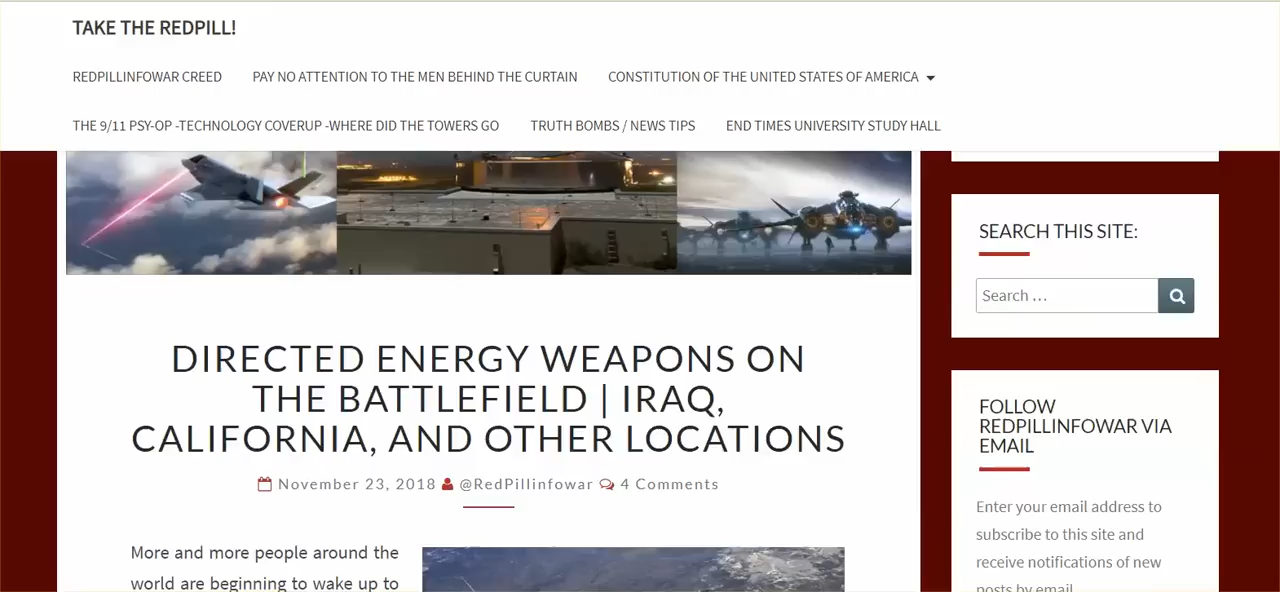 TAKE THE REDPILL!
REDPILLINFOWAR CREED PAY NO ATTENTION TO THE MEN BEHIND THE CURTAIN CONSTITUTION OF THE UNITED STATES OF AMERICA
THE 9/11 PSY-OP -TECHNOLOGY COVERUP -WHERE DID THE TOWERS GO TRUTH BOMBS / NEWS TIPS END TIMES UNIVERSITY STUDY HALL
DIRECTED ENERGY WEAPONS ON
THE BATTLEFIELD | IRAQ,
CALIFORNIA, AND OTHER LOCATIONS
November 23, 2018 @RedPillinfowar 4 Comments
More and more people around the
world are beginning to wake up to
SEARCH THIS SITE:
Search …
FOLLOW
REDPILLINFOWAR VIA
EMAIL
Enter your email address to
subscribe to this site and
receive notifications of new
posts by email.